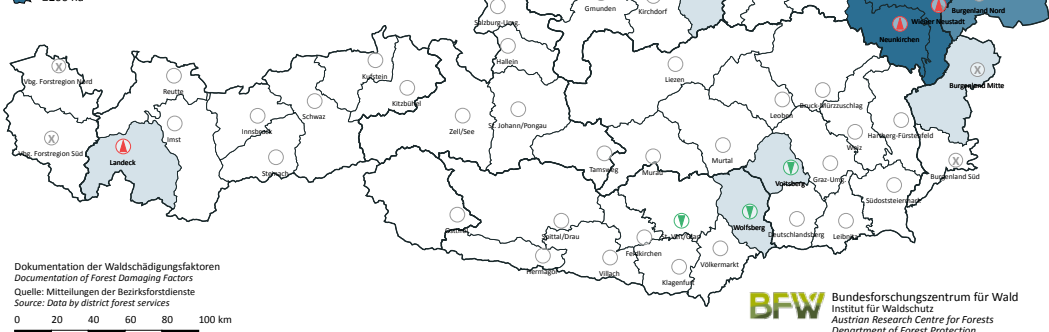 Salzburg-Umg.
Gmunden
Kirchdorf
Burgenland Nord
Wiener Neustadt
Neunkirchen
Hallein
Vbg. Forstregion Nord
Reutte
Kufstein
Kitzbühel
Liezen
Burgenland Mitte
Innsbruck
Schwaz
Zell/See
St. Johann/Pongau
Leoben
Bruck-Mürzzuschlag
Hartberg-Fürstenfeld
Vbg. Forstregion Süd
Imst
Landeck
Steinach
Tamsweg
Murau
Murtal
Weiz
Voitsberg
Graz-Umg.
Burgenland Süd
Südoststeiermark
Osttirol
Spittal/Drau
St. Veit/Glan
Wolfsberg
Deutschlandsberg
Leibnitz
Hermagor
Villach
Feldkirchen
Klagenfurt
Völkermarkt
Dokumentation der Waldschädigungsfaktoren
Documentation of Forest Damaging Factors
Quelle: Mitteilungen der Bezirksforstdienste
Source: Data by district forest services
0 20 40 60 80 100 km
BFW
Bundesforschungszentrum für Wald
Institut für Waldschutz
Austrian Research Centre for Forests
Department of Forest Protection